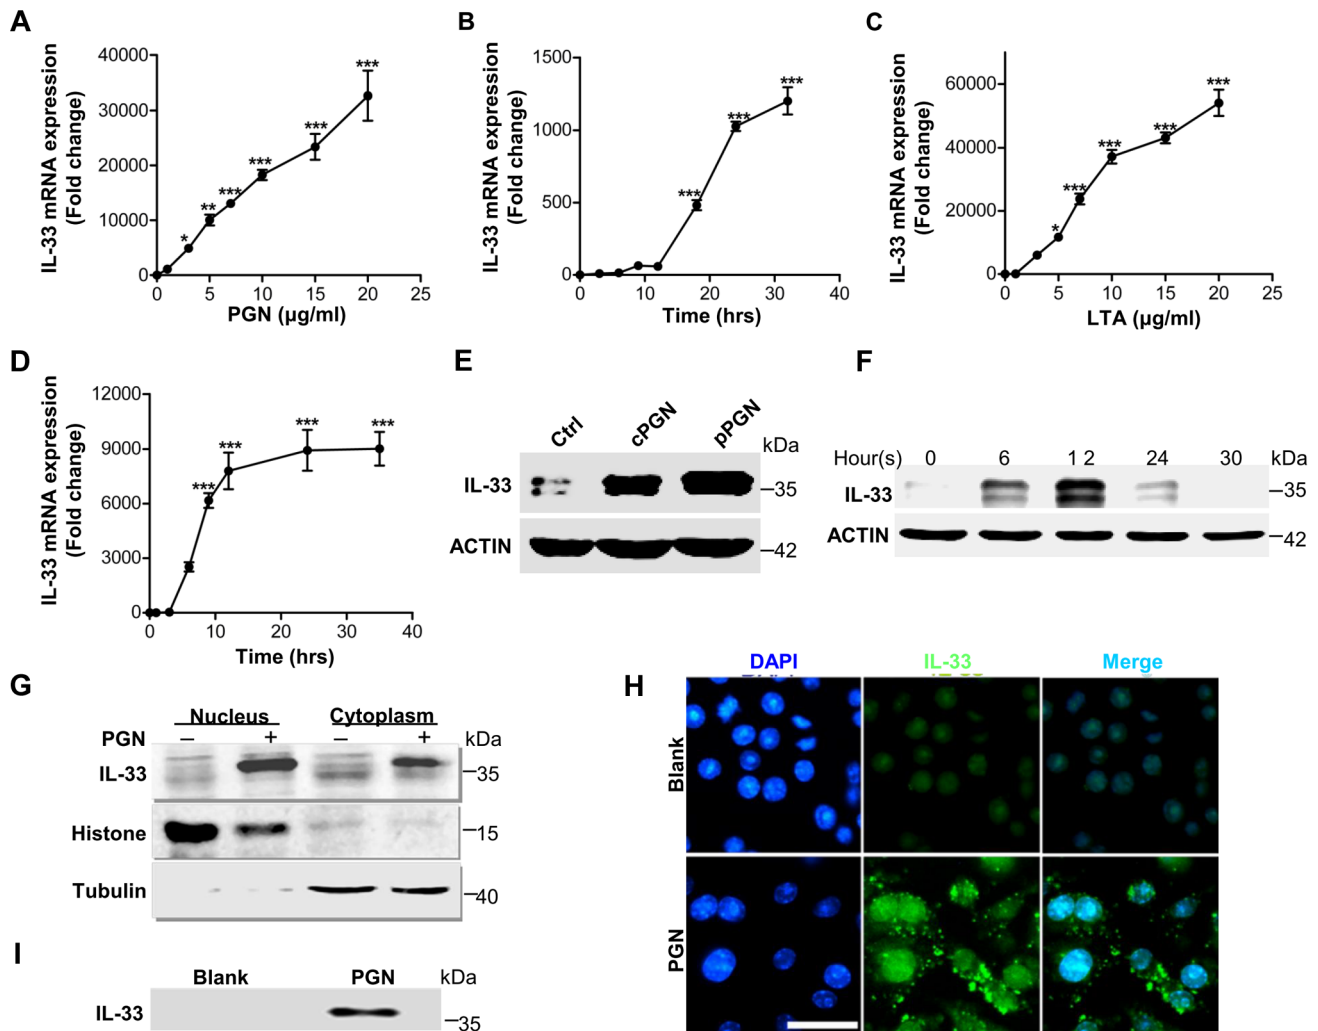 A
IL-33 mRNA expression
(Fold change)
40000
30000
20000
10000
0
*
**
***
***
***
***
0 5 10 15 20 25
PGN (µg/ml)
B
IL-33 mRNA expression
(Fold change)
1500
1000
500
0
***
***
***
0 10 20 30 40
Time (hrs)
C
IL-33 mRNA expression
(Fold change)
60000
40000
20000
0
*
***
***
***
***
0 5 10 15 20 25
LTA (µg/ml)
D
IL-33 mRNA expression
(Fold change)
12000
9000
6000
3000
0
***
***
***
***
0 10 20 30 40
Time (hrs)
E
Ctrl cPGN pPGN
kDa
IL-33 35
ACTIN 42
F
Hour(s) 0 6 12 24 30 kDa
IL-33 35
ACTIN 42
G
Nucleus Cytoplasm
PGN – + – + kDa
IL-33 35
Histone 15
Tubulin 40
H
DAPI IL-33 Merge
Blank
PGN
I
Blank PGN kDa
IL-33 35